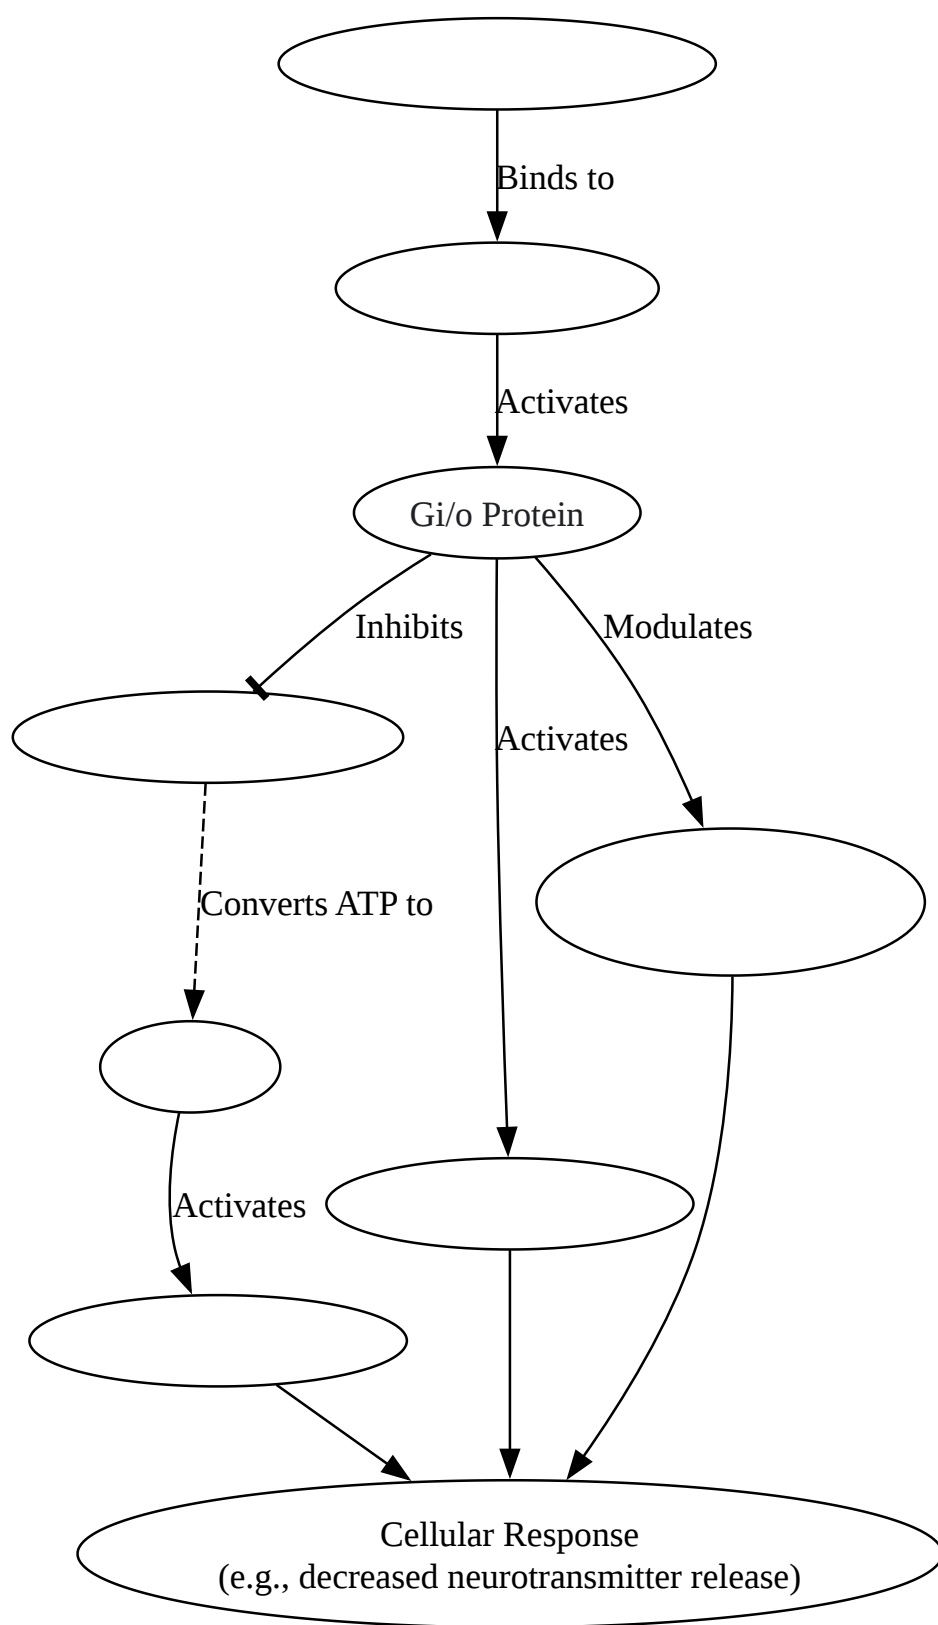 Binds to
Activates
Gi/o Protein
Inhibits
Modulates
Activates
Converts ATP to
Activates
Cellular Response
(e.g., decreased neurotransmitter release)